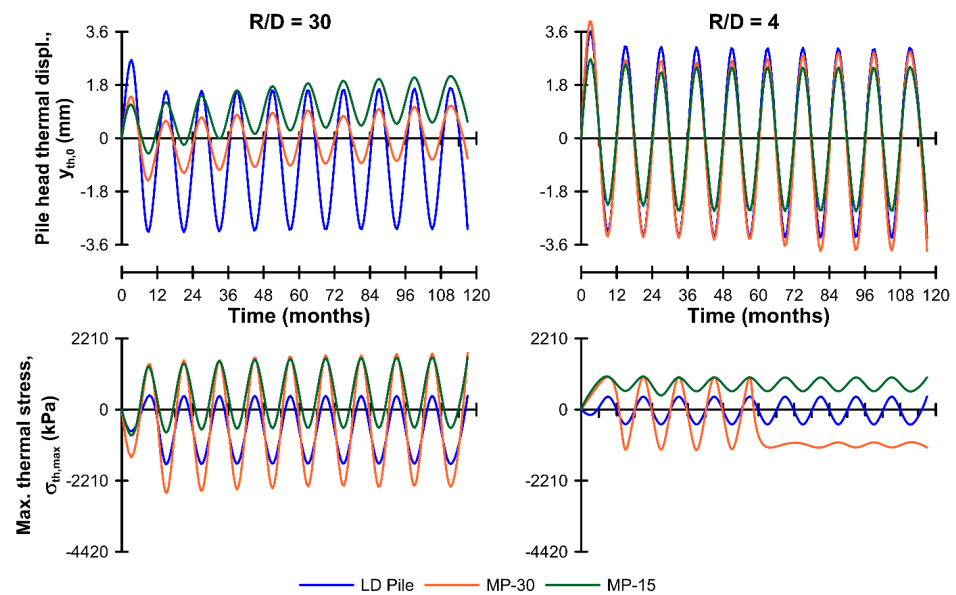 R/D = 30
R/D = 4
Pile head thermal displ.,
y_th,0 (mm)
3.6
1.8
0
-1.8
-3.6
3.6
1.8
0
-1.8
-3.6
0 12 24 36 48 60 72 84 96 108 120
0 12 24 36 48 60 72 84 96 108 120
Time (months)
Time (months)
Max. thermal stress,
σ_th,max (kPa)
2210
0
-2210
-4420
2210
0
-2210
-4420
LD Pile MP-30 MP-15